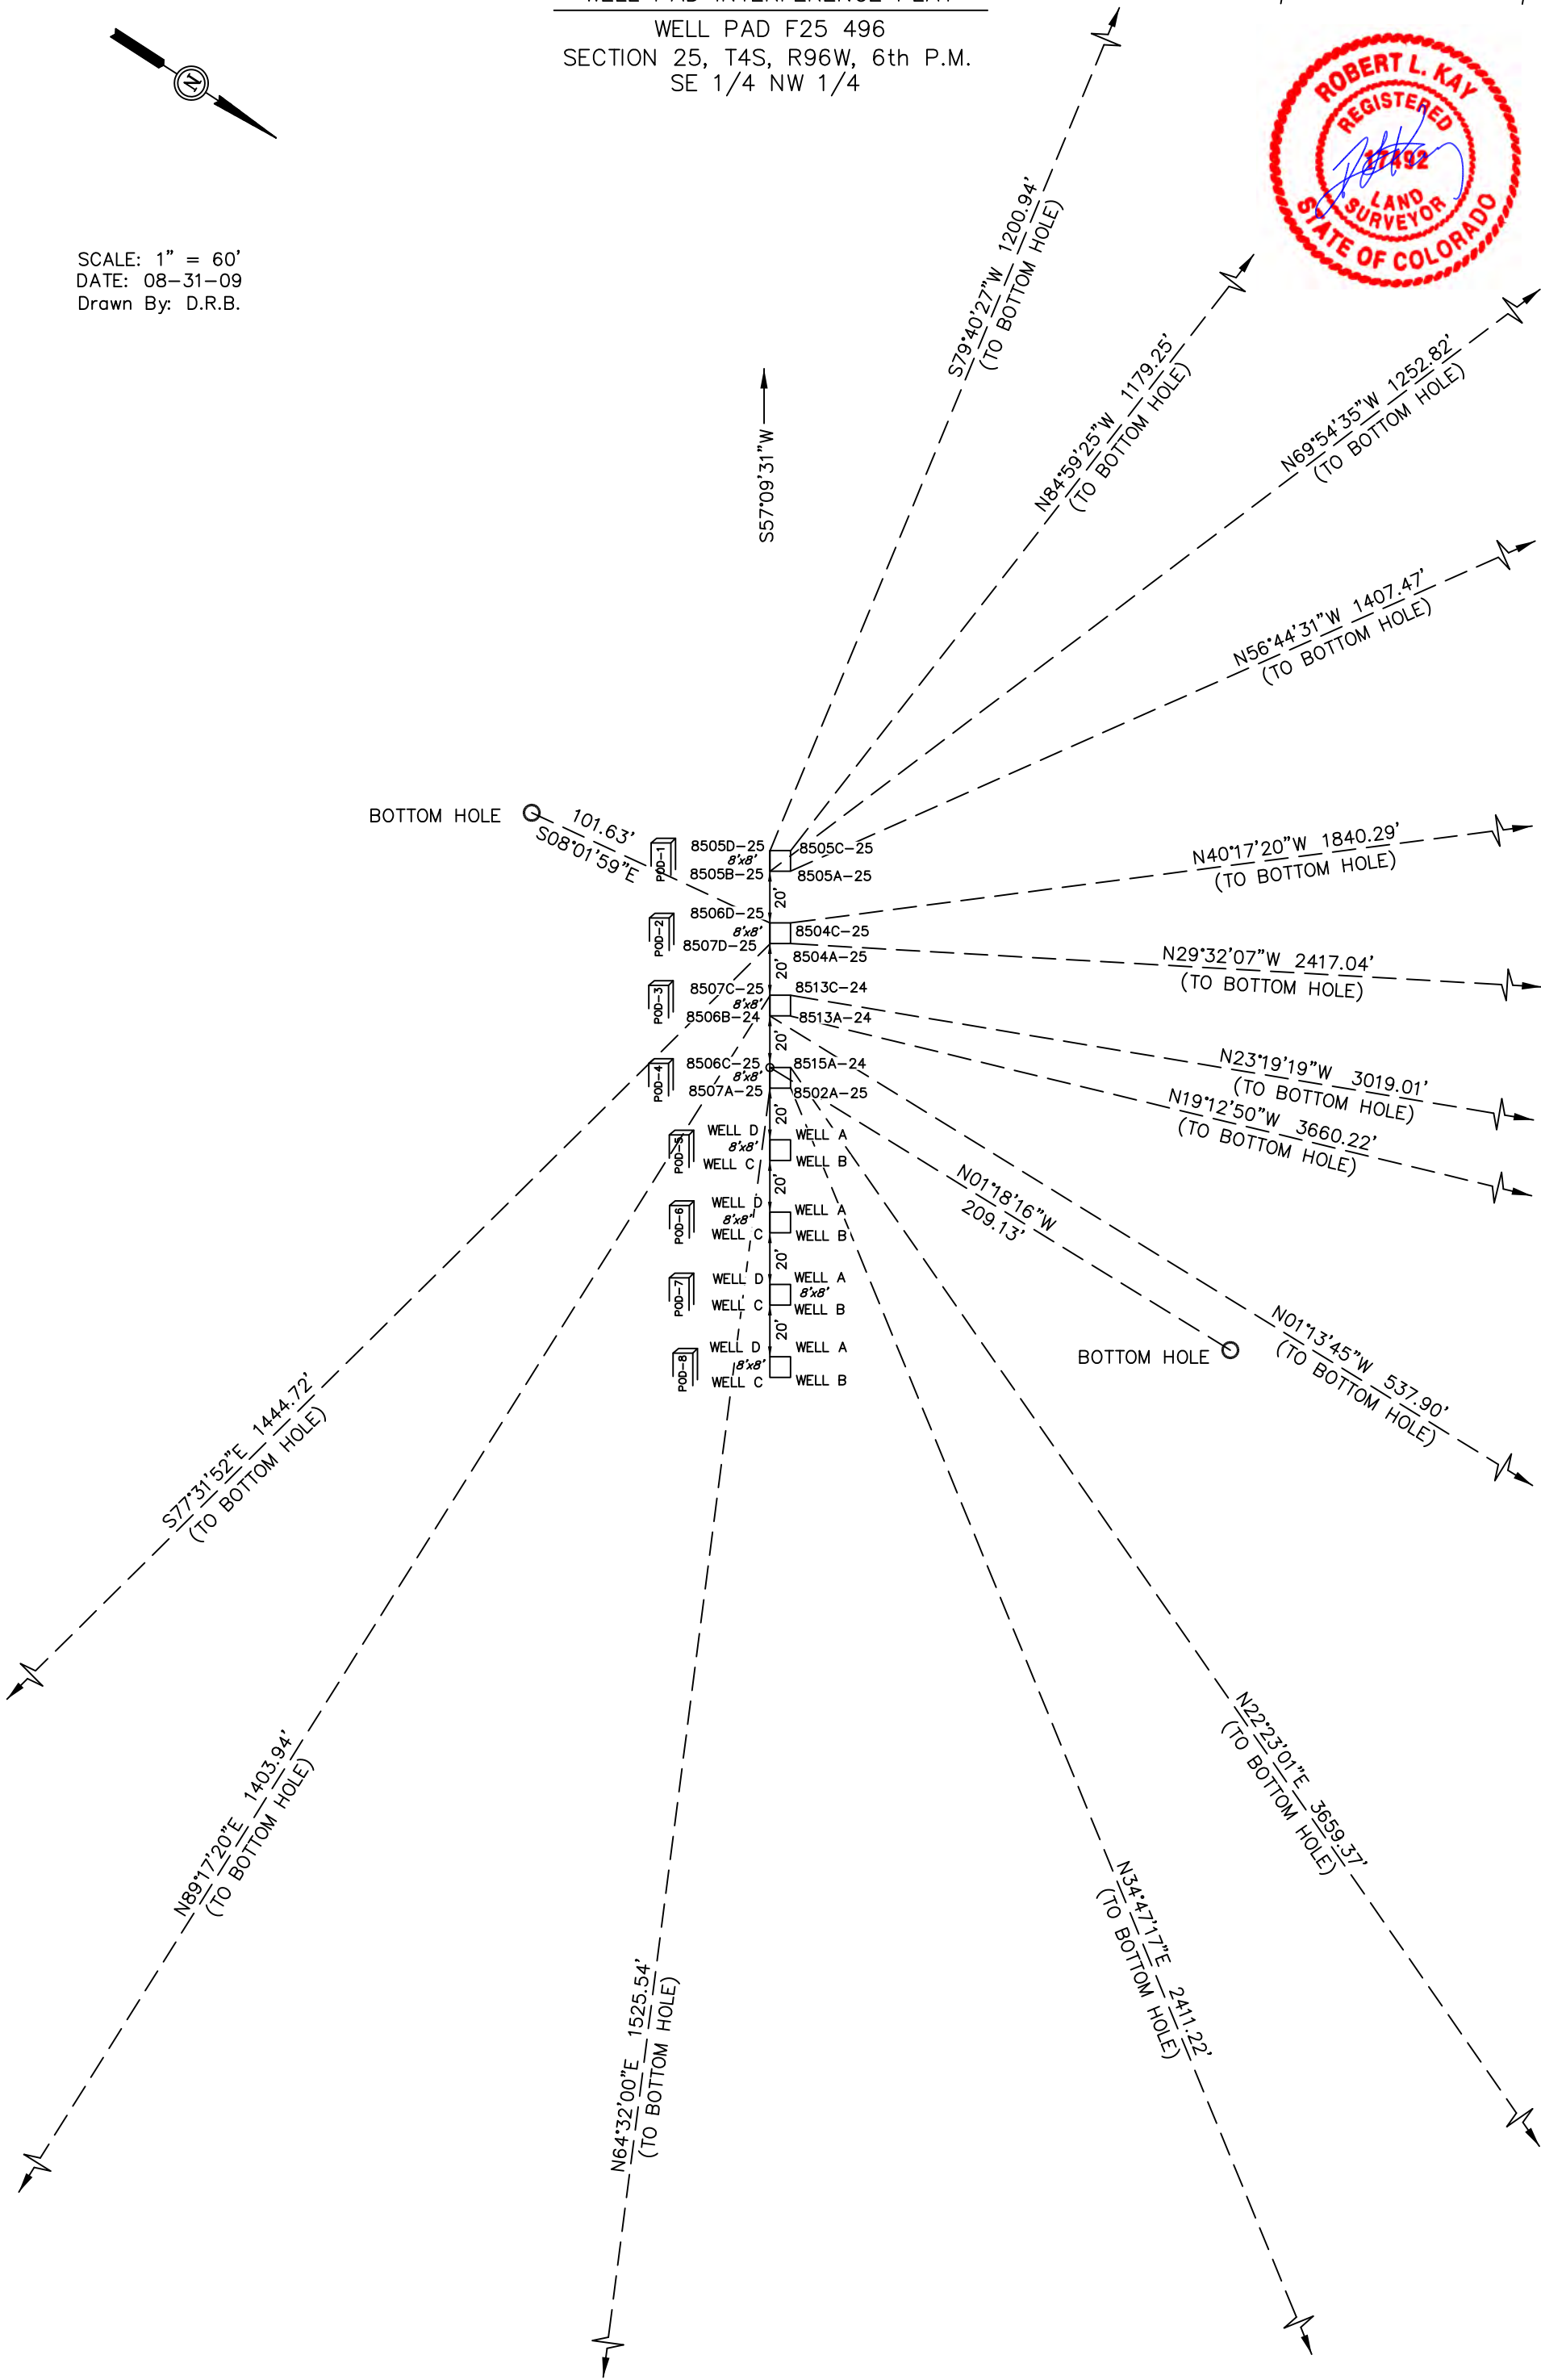 WELL PAD INTERFERENCE PLAT
WELL PAD F25 496
SECTION 25, T4S, R96W, 6th P.M.
SE 1/4 NW 1/4
N
ROBERT L. KAY
REGISTERED
17492
LAND
SURVEYOR
STATE OF COLORADO
SCALE: 1" = 60'
DATE: 08-31-09
Drawn By: D.R.B.
S79°40'27"W 1200.94'
(TO BOTTOM HOLE)
N84°59'25"W 1179.25'
(TO BOTTOM HOLE)
N69°54'35"W 1252.82'
(TO BOTTOM HOLE)
S57°09'31"W
N56°44'31"W 1407.47'
(TO BOTTOM HOLE)
BOTTOM HOLE
101.63'
S08°01'59"E
N40°17'20"W 1840.29'
(TO BOTTOM HOLE)
POD-1
8505D-25
8505C-25
8'x8'
8505B-25
8505A-25
20'
POD-2
8506D-25
8'x8'
8504C-25
8507D-25
8504A-25
N29°32'07"W 2417.04'
(TO BOTTOM HOLE)
20'
POD-3
8507C-25
8513C-24
8'x8'
8506B-24
8513A-24
20'
N23°19'19"W 3019.01'
(TO BOTTOM HOLE)
POD-4
8506C-25
8515A-24
8'x8'
8507A-25
8502A-25
N19°12'50"W 3660.22'
(TO BOTTOM HOLE)
20'
POD-5
WELL D
WELL A
8'x8'
WELL C
WELL B
20'
N01°18'16"W
209.13'
POD-6
WELL D
WELL A
8'x8'
WELL C
WELL B
20'
POD-7
WELL D
WELL A
8'x8'
WELL C
WELL B
20'
POD-8
WELL D
WELL A
8'x8'
WELL C
WELL B
BOTTOM HOLE
N01°13'45"W 537.90'
(TO BOTTOM HOLE)
S77°31'52"E 1444.72'
(TO BOTTOM HOLE)
N89°17'20"E 1403.94'
(TO BOTTOM HOLE)
N22°23'01"E 3659.37'
(TO BOTTOM HOLE)
N64°32'00"E 1525.54'
(TO BOTTOM HOLE)
N34°47'17"E 2411.22'
(TO BOTTOM HOLE)